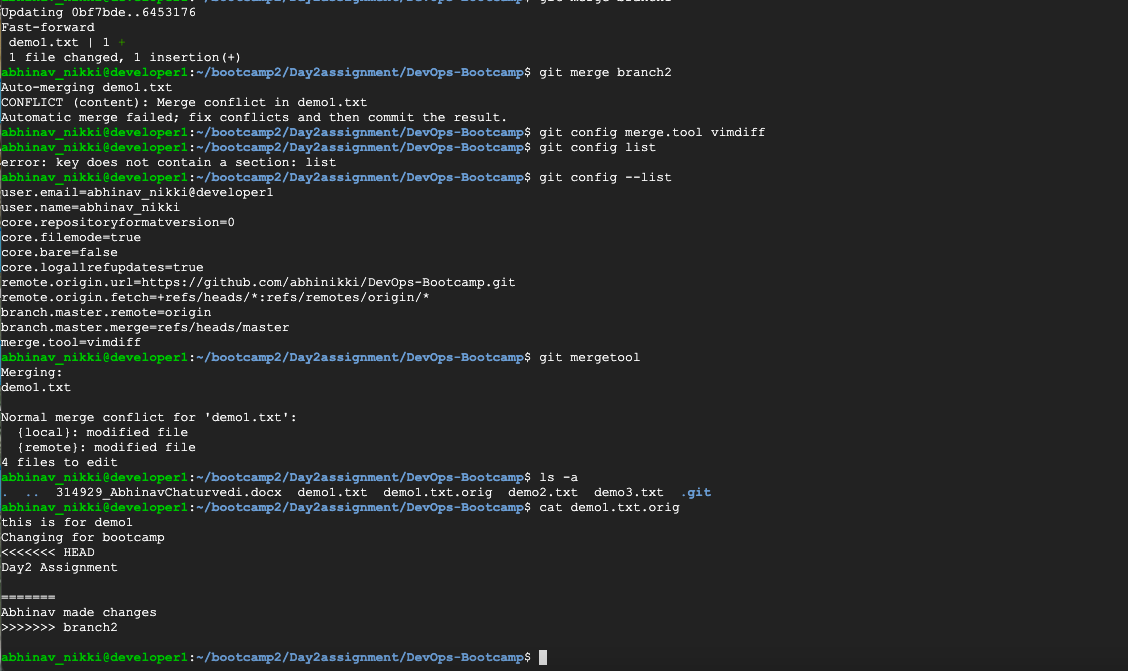 abhinav_nikki@developer1:~/bootcamp2/Day2assignment/DevOps-Bootcamp$ git merge branch1
Updating 0bf7bde..6453176
Fast-forward
 demo1.txt | 1 +
 1 file changed, 1 insertion(+)
abhinav_nikki@developer1:~/bootcamp2/Day2assignment/DevOps-Bootcamp$ git merge branch2
Auto-merging demo1.txt
CONFLICT (content): Merge conflict in demo1.txt
Automatic merge failed; fix conflicts and then commit the result.
abhinav_nikki@developer1:~/bootcamp2/Day2assignment/DevOps-Bootcamp$ git config merge.tool vimdiff
abhinav_nikki@developer1:~/bootcamp2/Day2assignment/DevOps-Bootcamp$ git config list
error: key does not contain a section: list
abhinav_nikki@developer1:~/bootcamp2/Day2assignment/DevOps-Bootcamp$ git config --list
user.email=abhinav_nikki@developer1
user.name=abhinav_nikki
core.repositoryformatversion=0
core.filemode=true
core.bare=false
core.logallrefupdates=true
remote.origin.url=https://github.com/abhinikki/DevOps-Bootcamp.git
remote.origin.fetch=+refs/heads/*:refs/remotes/origin/*
branch.master.remote=origin
branch.master.merge=refs/heads/master
merge.tool=vimdiff
abhinav_nikki@developer1:~/bootcamp2/Day2assignment/DevOps-Bootcamp$ git mergetool
Merging:
demo1.txt

Normal merge conflict for 'demo1.txt':
  {local}: modified file
  {remote}: modified file
4 files to edit
abhinav_nikki@developer1:~/bootcamp2/Day2assignment/DevOps-Bootcamp$ ls -a
.  ..  314929_AbhinavChaturvedi.docx  demo1.txt  demo1.txt.orig  demo2.txt  demo3.txt  .git
abhinav_nikki@developer1:~/bootcamp2/Day2assignment/DevOps-Bootcamp$ cat demo1.txt.orig
this is for demo1
Changing for bootcamp
<<<<<<< HEAD
Day2 Assignment

=======
Abhinav made changes
>>>>>>> branch2

abhinav_nikki@developer1:~/bootcamp2/Day2assignment/DevOps-Bootcamp$